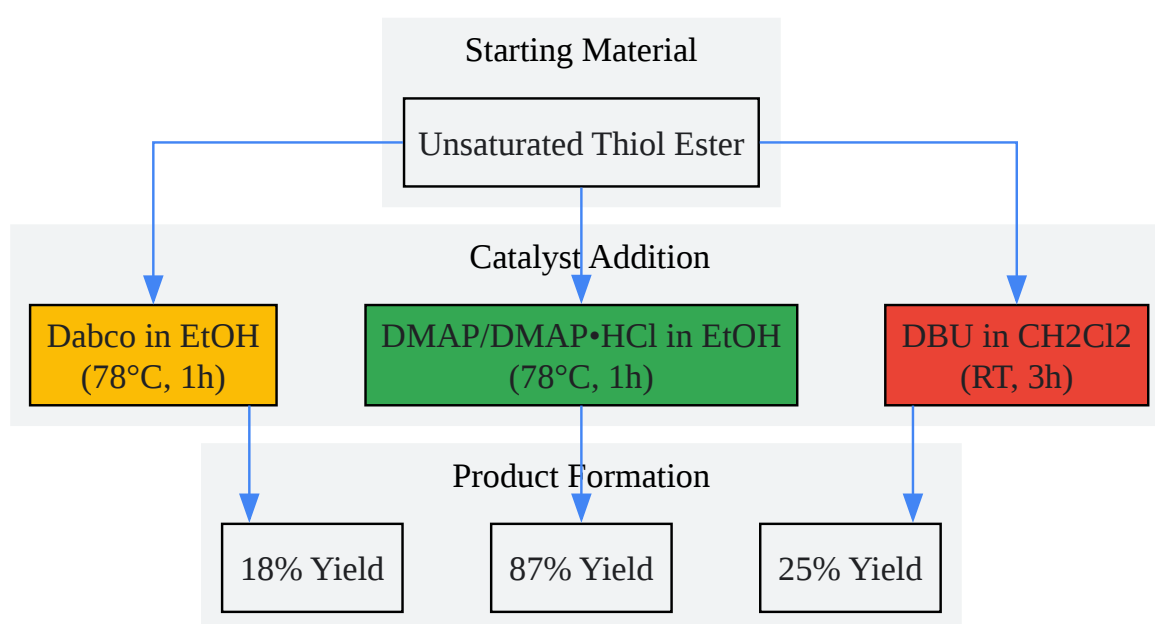 Starting Material
Unsaturated Thiol Ester
Catalyst Addition
Dabco in EtOH
(78°C, 1h)
DMAP/DMAP•HCl in EtOH
(78°C, 1h)
DBU in CH2Cl2
(RT, 3h)
Product Formation
18% Yield
87% Yield
25% Yield